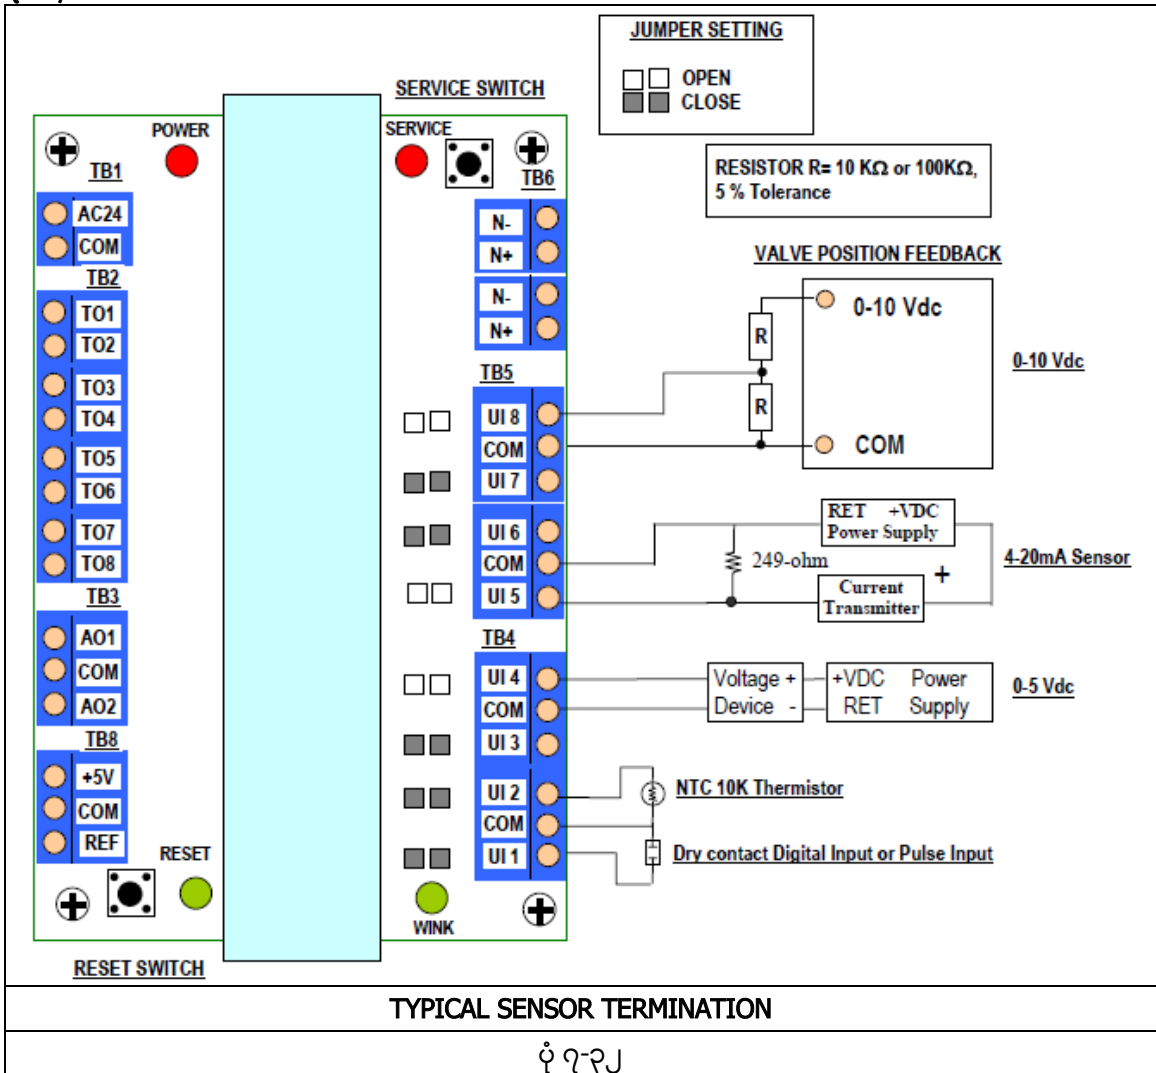 JUMPER SETTING
OPEN
CLOSE
RESISTOR R= 10 KΩ or 100KΩ,
5 % Tolerance
SERVICE SWITCH
POWER
SERVICE
TB1
AC24
COM
TB2
TO1
TO2
TO3
TO4
TO5
TO6
TO7
TO8
TB3
AO1
COM
AO2
TB8
+5V
COM
REF
RESET
RESET SWITCH
TB6
N-
N+
N-
N+
TB5
UI 8
COM
UI 7
UI 6
COM
UI 5
TB4
UI 4
COM
UI 3
UI 2
COM
UI 1
WINK
VALVE POSITION FEEDBACK
0-10 Vdc
R
R
COM
0-10 Vdc
RET +VDC
Power Supply
249-ohm
+
Current
Transmitter
4-20mA Sensor
Voltage + +VDC Power
Device - RET Supply
0-5 Vdc
NTC 10K Thermistor
Dry contact Digital Input or Pulse Input
TYPICAL SENSOR TERMINATION
ပုံ ၇-၃၂